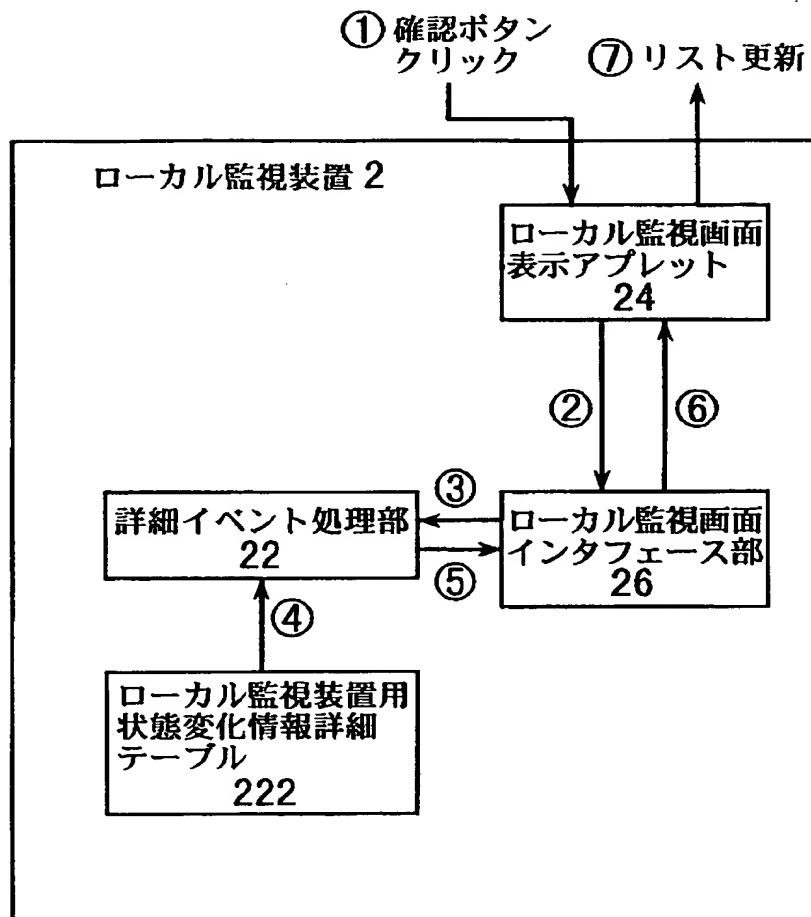 ① 確認ボタン
クリック
⑦ リスト更新
ローカル監視装置 2
ローカル監視画面
表示アプレット
24
②
⑥
③
詳細イベント処理部
22
ローカル監視画面
インタフェース部
26
⑤
④
ローカル監視装置用
状態変化情報詳細
テーブル
222